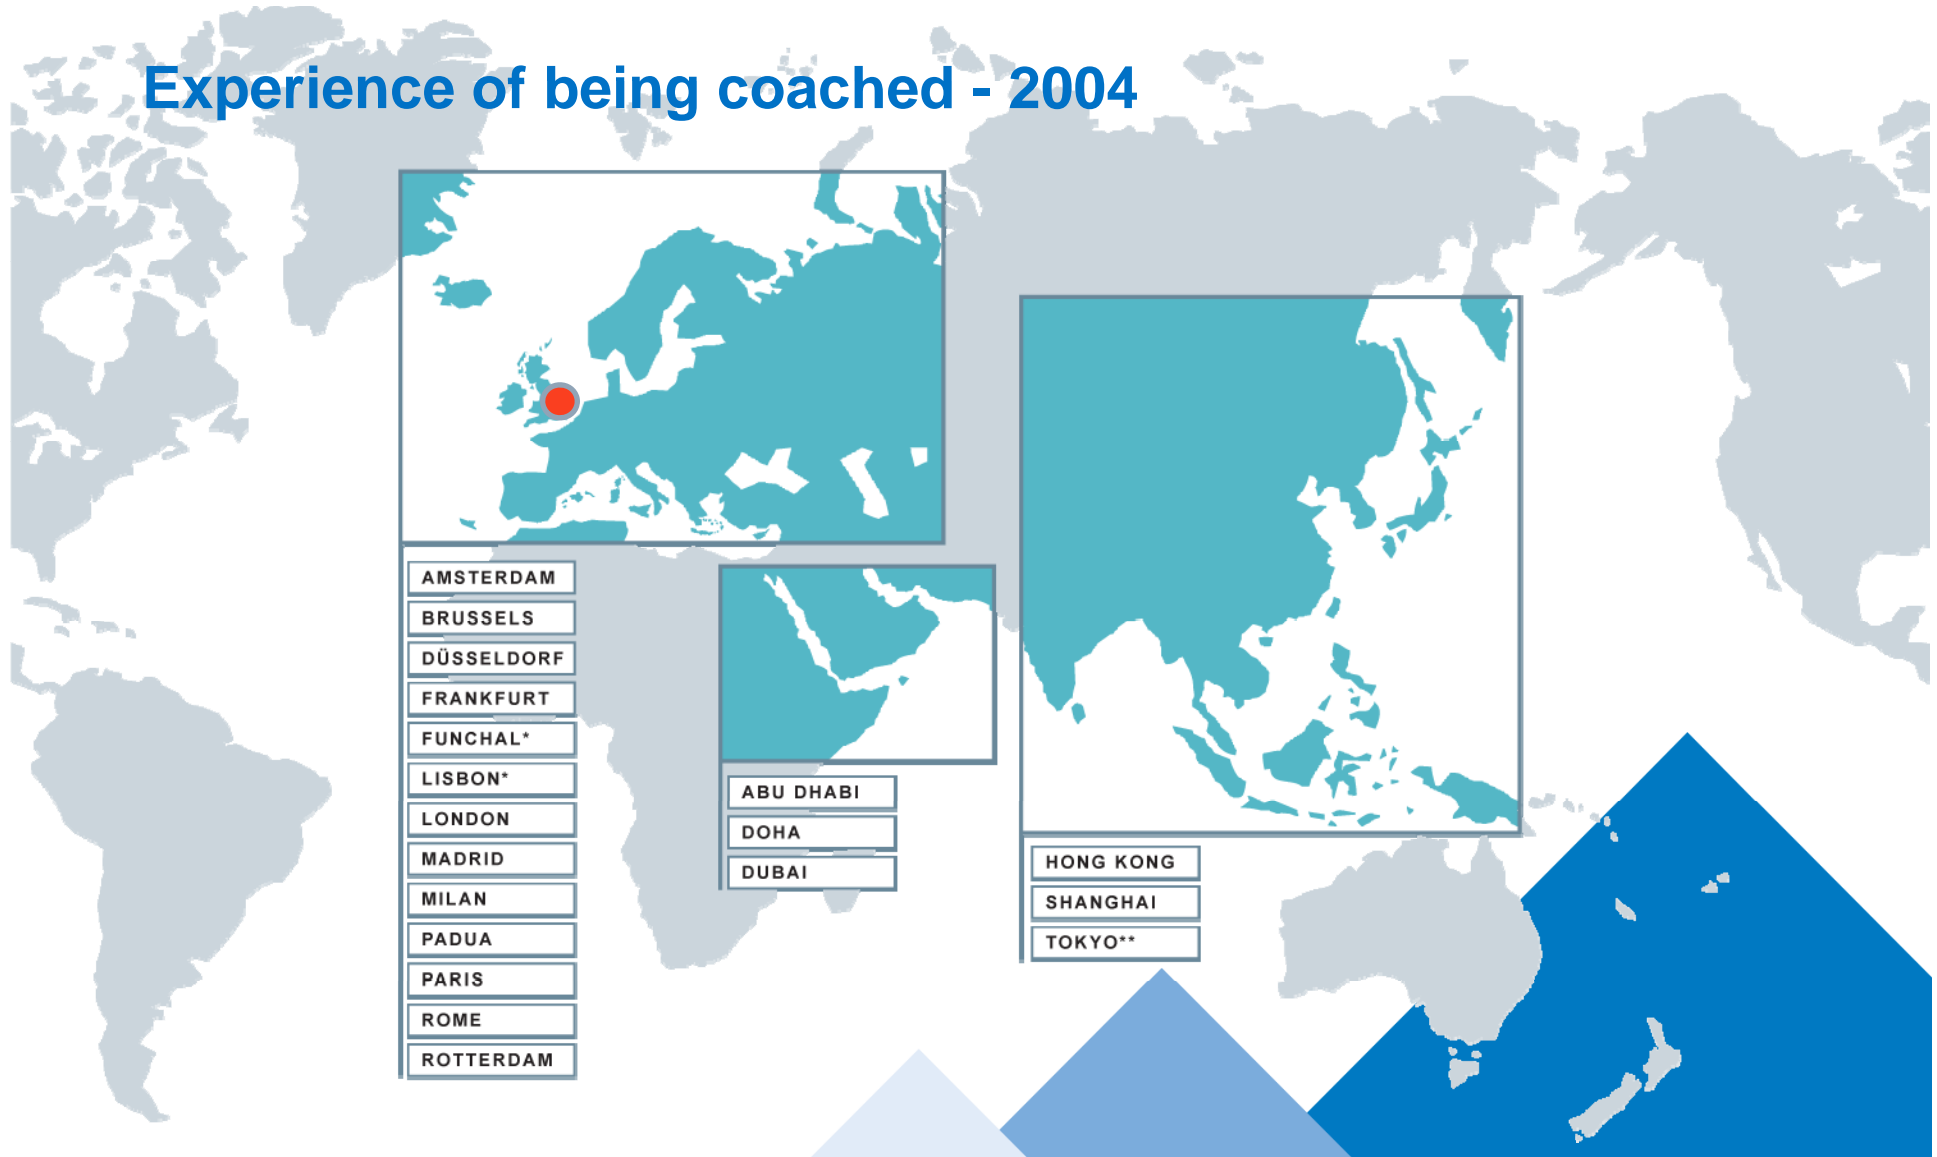 Experience of being coached - 2004
AMSTERDAM
BRUSSELS
DÜSSELDORF
FRANKFURT
FUNCHAL*
LISBON*
LONDON
MADRID
MILAN
PADUA
PARIS
ROME
ROTTERDAM
ABU DHABI
DOHA
DUBAI
HONG KONG
SHANGHAI
TOKYO**